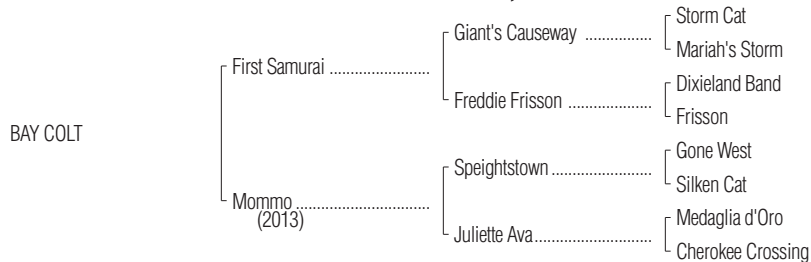 Storm Cat
Giant's Causeway ................
Mariah's Storm
First Samurai ........................
Dixieland Band
Freddie Frisson ....................
Frisson
BAY COLT
Gone West
Speightstown ........................
Silken Cat
Mommo ................................
(2013)
Medaglia d'Oro
Juliette Ava............................
Cherokee Crossing